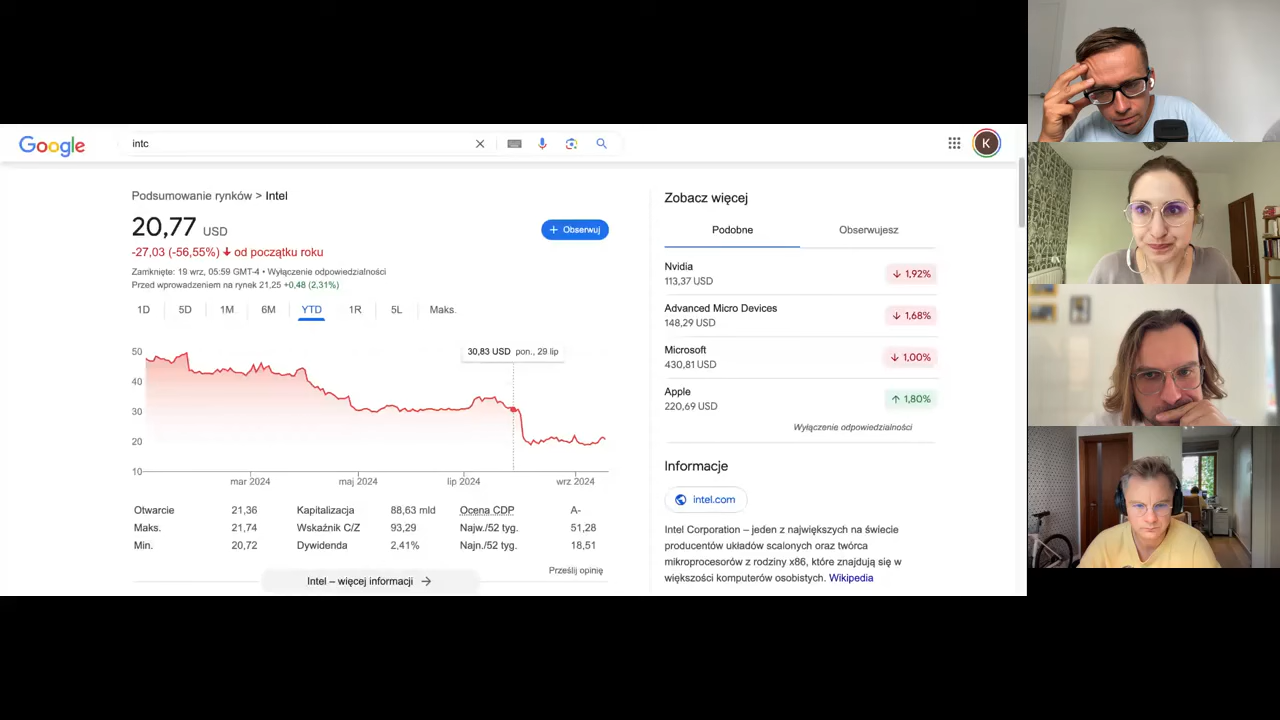 Google
intc
K
Podsumowanie rynków > Intel
20,77 USD
-27,03 (-56,55%) ↓ od początku roku
Zamknięte: 19 wrz, 05:59 GMT-4 • Wyłączenie odpowiedzialności
Przed wprowadzeniem na rynek 21,25 +0,48 (2,31%)
+ Obserwuj
1D 5D 1M 6M YTD 1R 5L Maks.
30,83 USD pon., 29 lip
50
40
30
20
10
mar 2024 maj 2024 lip 2024 wrz 2024
Otwarcie 21,36 Kapitalizacja 88,63 mld Ocena CDP A-
Maks. 21,74 Wskaźnik C/Z 93,29 Najw./52 tyg. 51,28
Min. 20,72 Dywidenda 2,41% Najn./52 tyg. 18,51
Prześlij opinię
Intel – więcej informacji →
Zobacz więcej
Podobne Obserwujesz
Nvidia
113,37 USD ↓ 1,92%
Advanced Micro Devices
148,29 USD ↓ 1,68%
Microsoft
430,81 USD ↓ 1,00%
Apple
220,69 USD ↑ 1,80%
Wyłączenie odpowiedzialności
Informacje
intel.com
Intel Corporation – jeden z największych na świecie
producentów układów scalonych oraz twórca
mikroprocesorów z rodziny x86, które znajdują się w
większości komputerów osobistych. Wikipedia